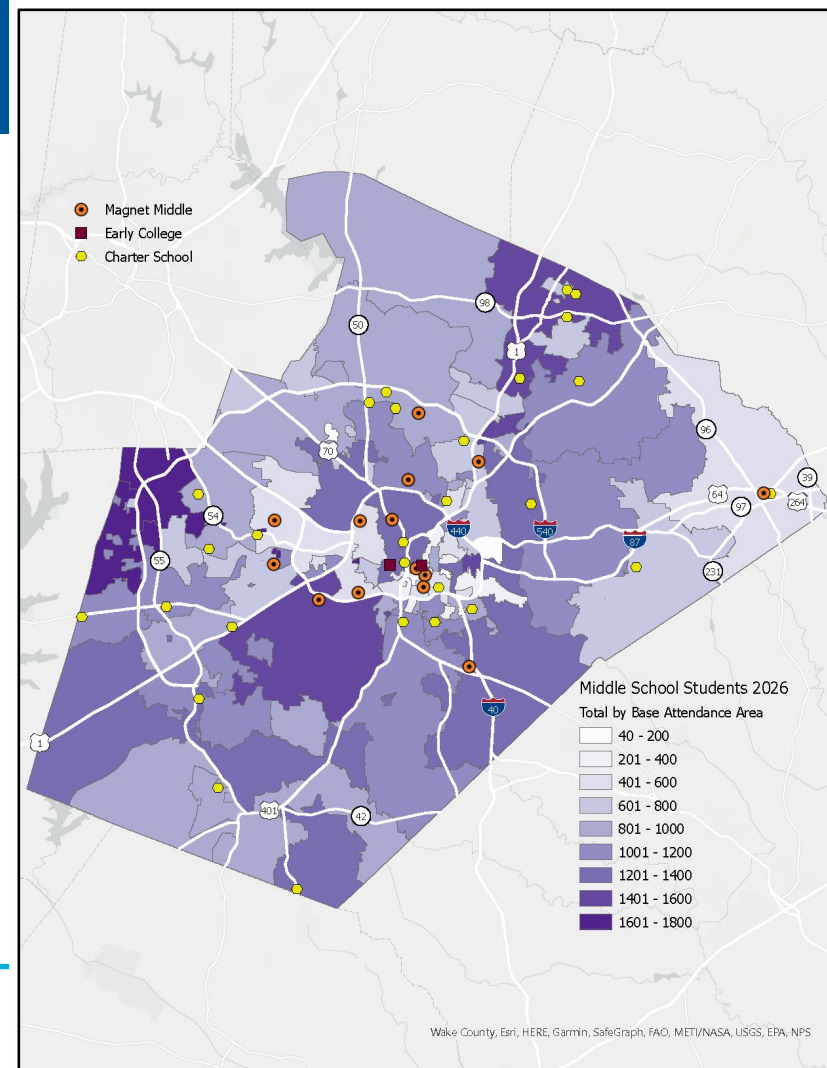 Magnet Middle
Early College
Charter School
98
50
1
96
70
39
64
264
97
54
440
540
87
55
231
Middle School Students 2026
Total by Base Attendance Area
40
40 - 200
1
201 - 400
401 - 600
601 - 800
401
42
801 - 1000
1001 - 1200
1201 - 1400
1401 - 1600
1601 - 1800
Wake County, Esri, HERE, Garmin, SafeGraph, FAO, METI/NASA, USGS, EPA, NPS